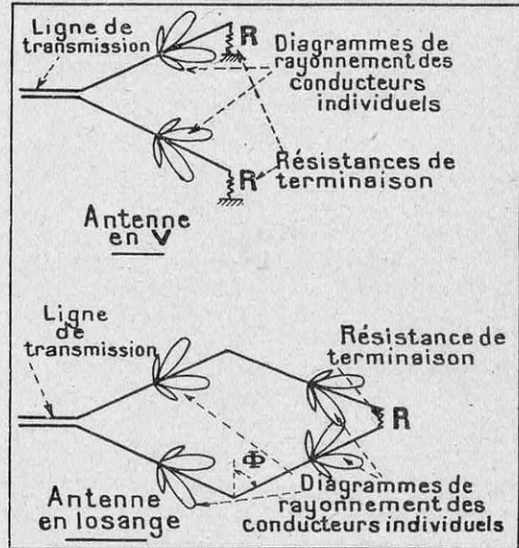 Ligne de
transmission
R
Diagrammes de
rayonnement des
conducteurs
individuels
R
Résistances de
terminaison
Antenne
en V
Ligne
de
transmission
Résistance de
terminaison
R
Φ
Antenne
en losange
Diagrammes de
rayonnement des
conducteurs individuels